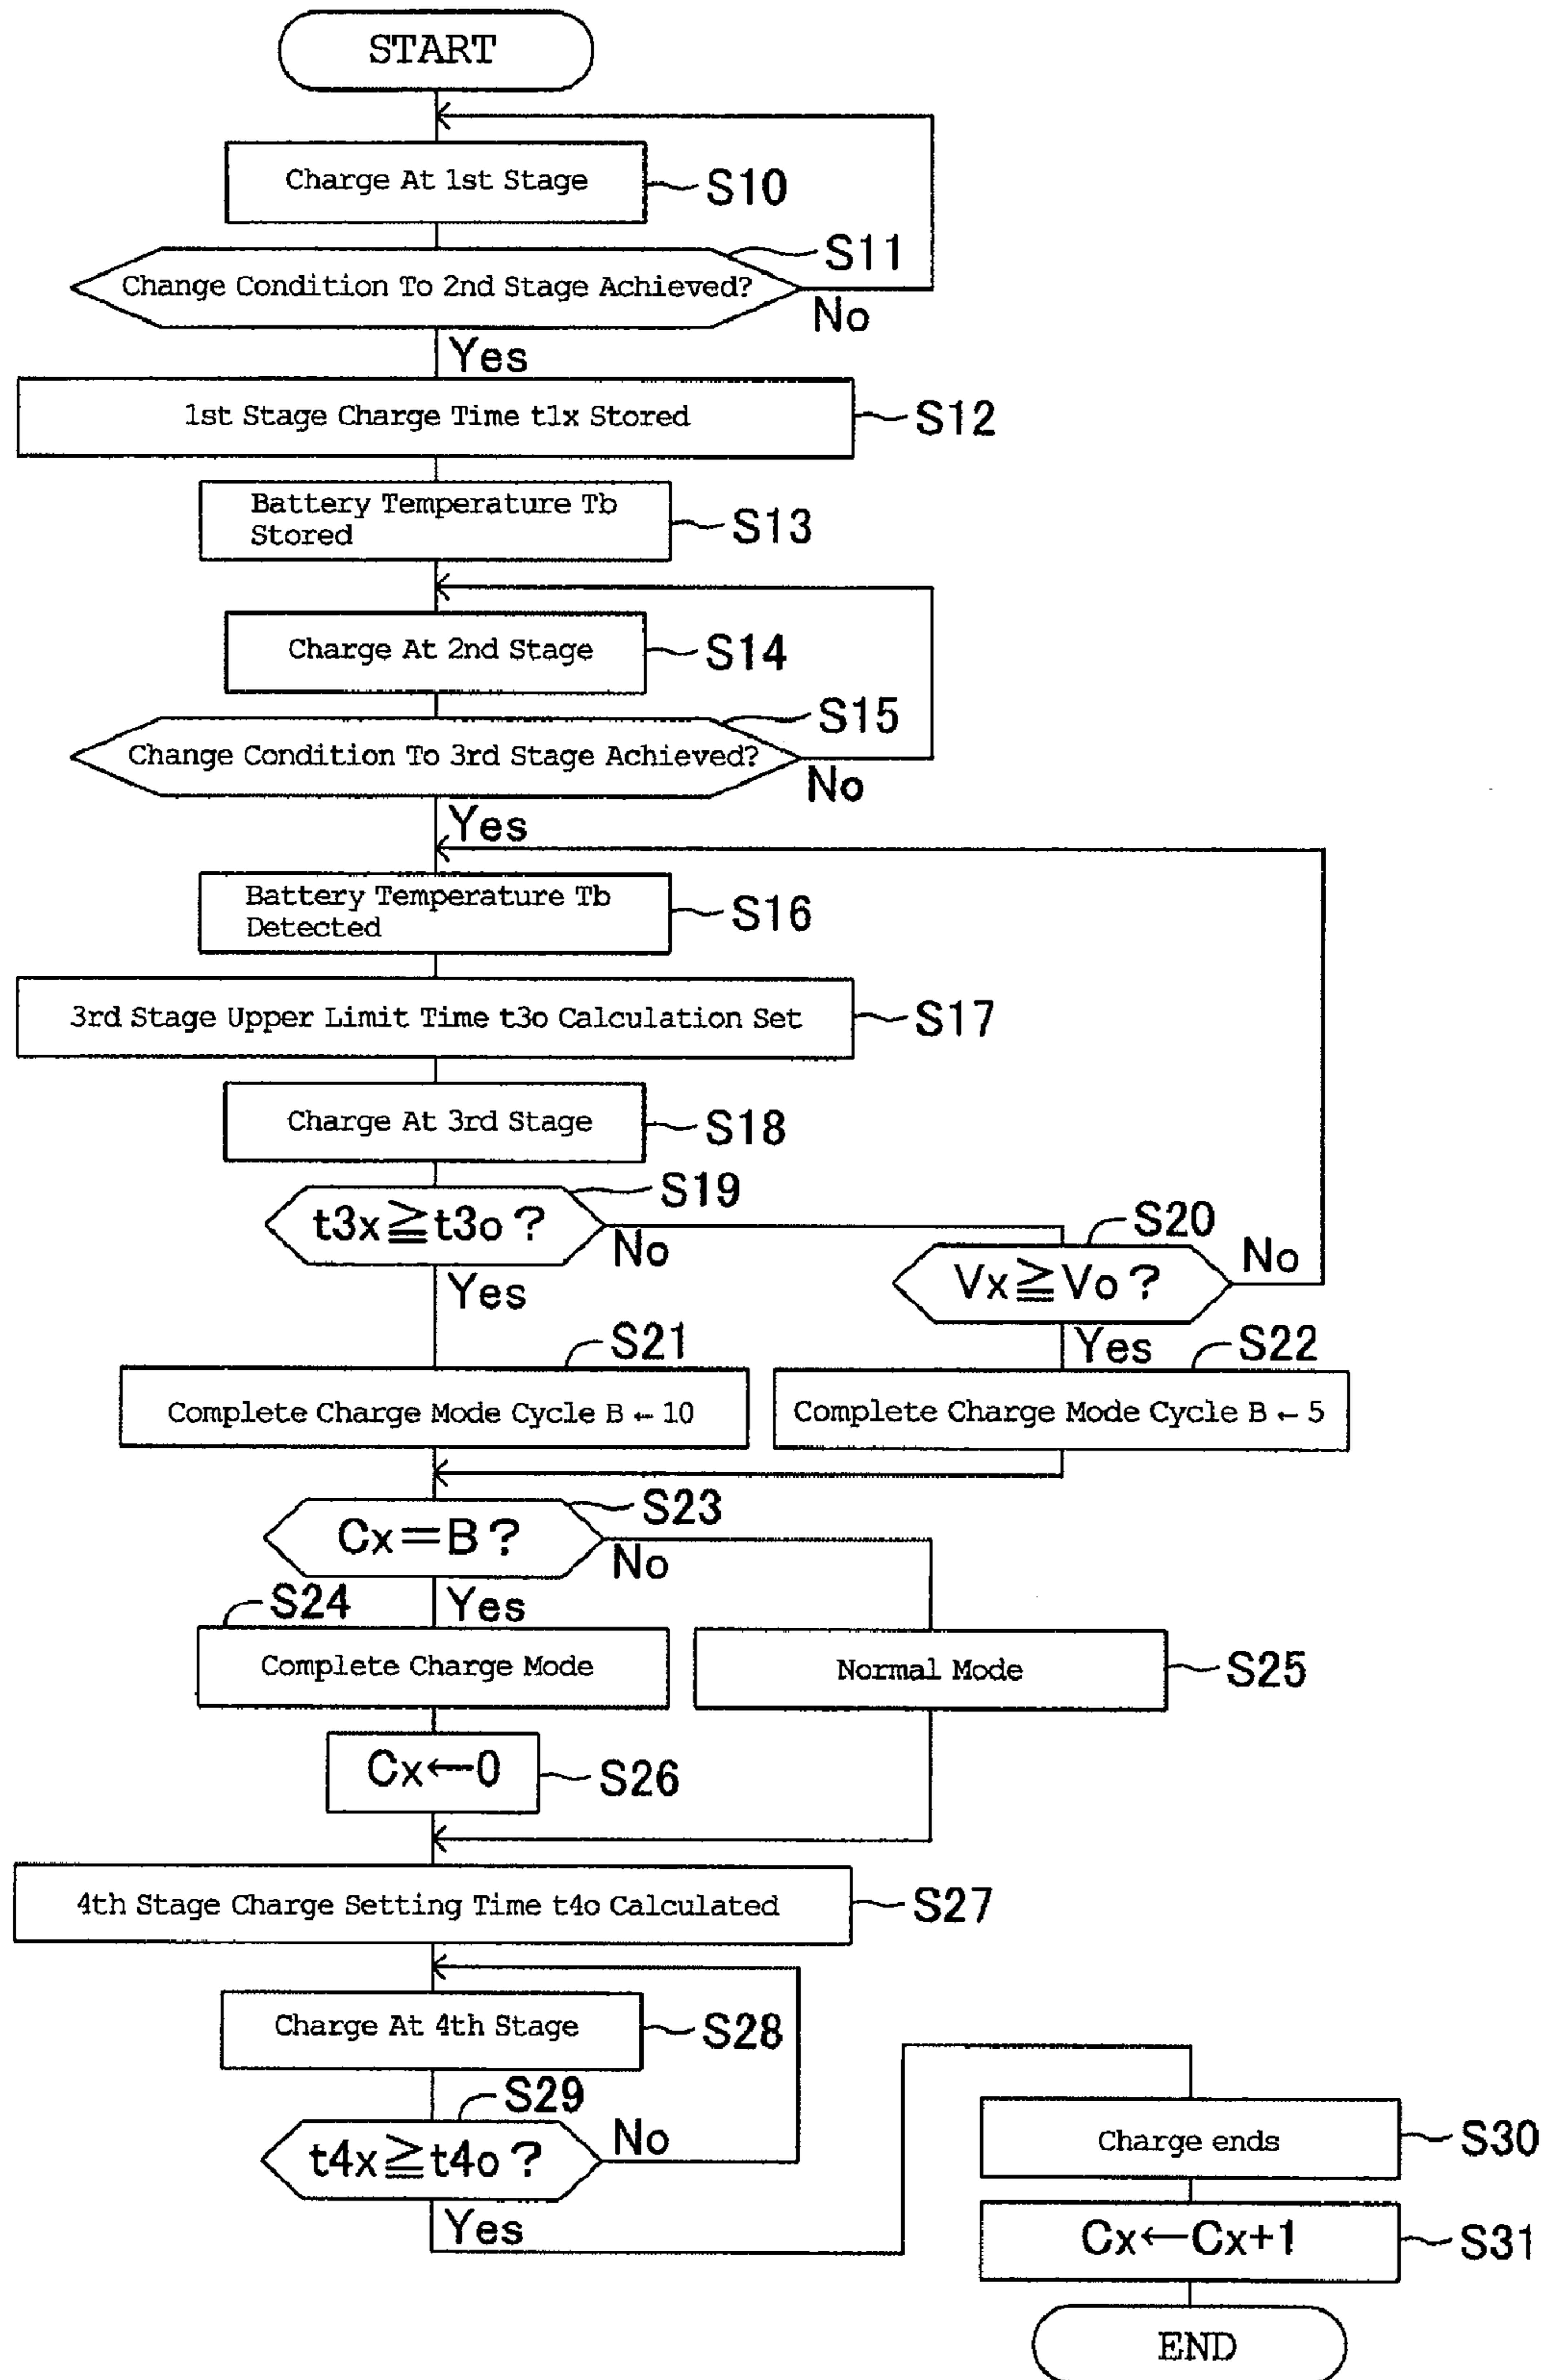 START
Charge At 1st Stage
S10
S11
Change Condition To 2nd Stage Achieved?
No
Yes
1st Stage Charge Time t1x Stored
S12
Battery Temperature Tb
Stored
S13
Charge At 2nd Stage
S14
S15
Change Condition To 3rd Stage Achieved?
No
Yes
Battery Temperature Tb
Detected
S16
3rd Stage Upper Limit Time t3o Calculation Set
S17
Charge At 3rd Stage
S18
S19
t3x≧t3o?
No
Yes
S20
Vx≧Vo?
No
Yes
S21
Complete Charge Mode Cycle B ← 10
S22
Complete Charge Mode Cycle B ← 5
S23
Cx=B?
No
Yes
S24
Complete Charge Mode
Normal Mode
S25
Cx←0
S26
4th Stage Charge Setting Time t4o Calculated
S27
Charge At 4th Stage
S28
S29
t4x≧t4o?
No
Yes
Charge ends
S30
Cx←Cx+1
S31
END